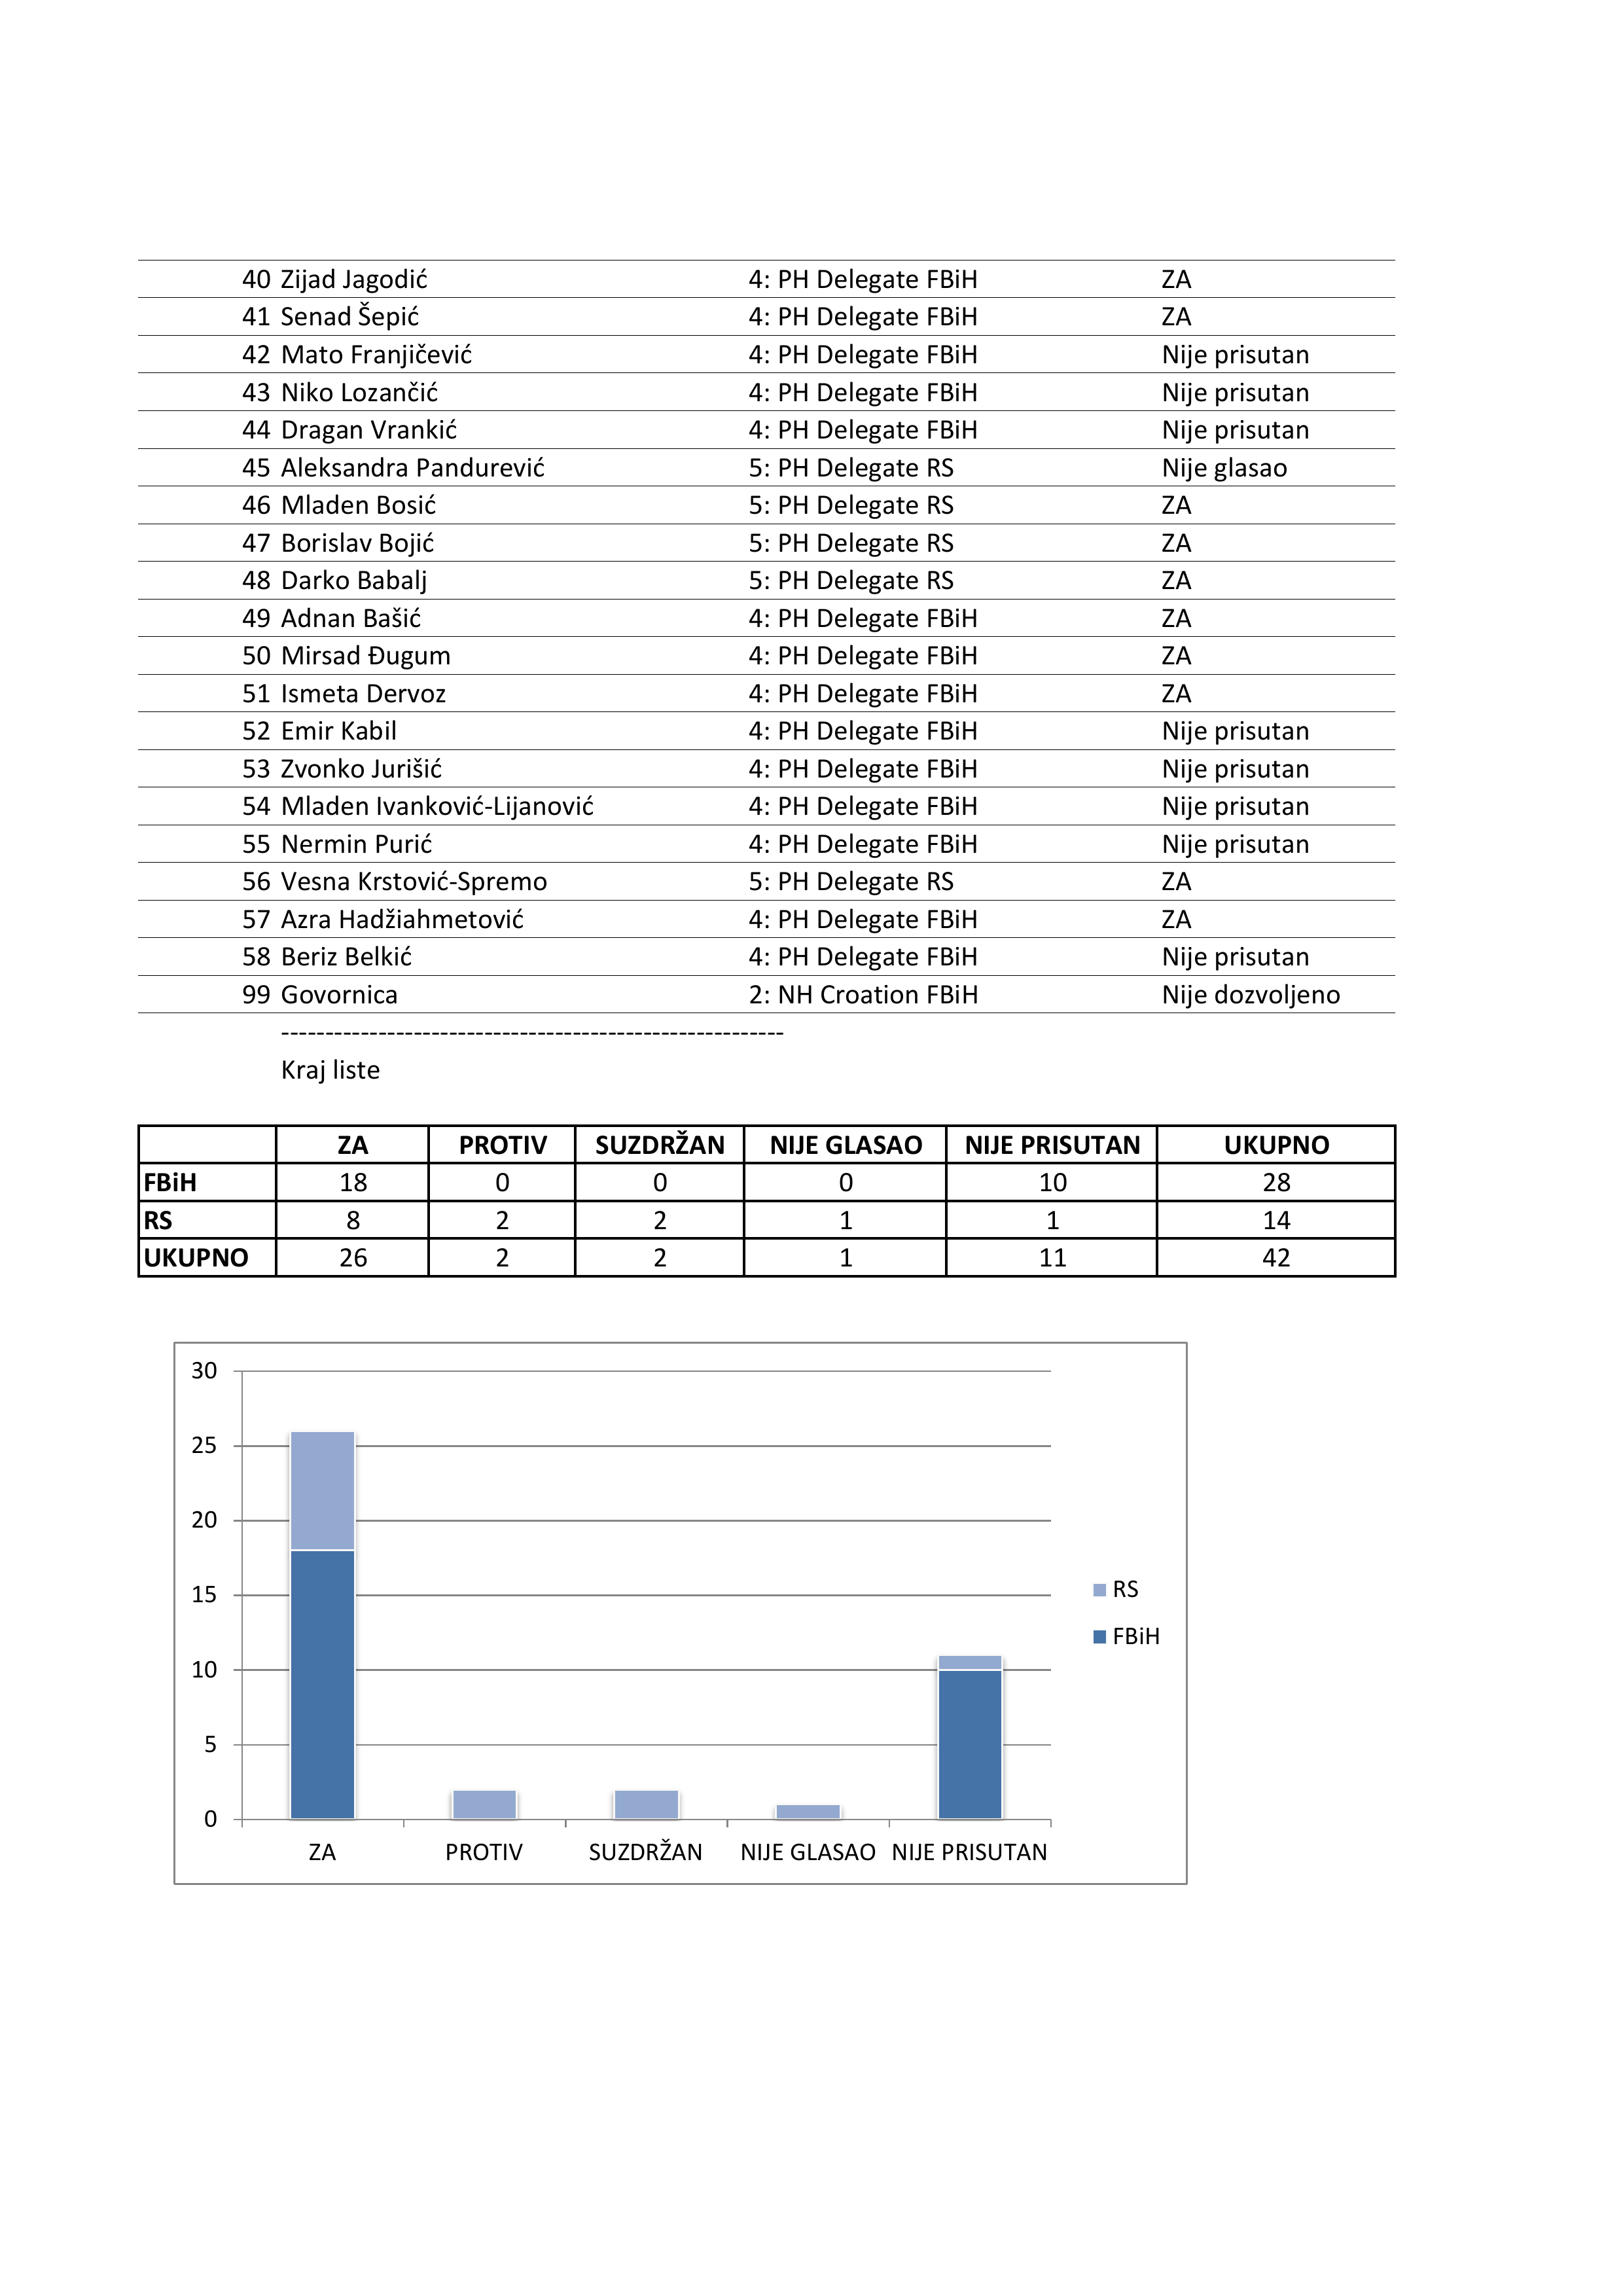 40 Zijad Jagodić 4: PH Delegate FBiH ZA
41 Senad Šepić 4: PH Delegate FBiH ZA
42 Mato Franjičević 4: PH Delegate FBiH Nije prisutan
43 Niko Lozančić 4: PH Delegate FBiH Nije prisutan
44 Dragan Vrankić 4: PH Delegate FBiH Nije prisutan
45 Aleksandra Pandurević 5: PH Delegate RS Nije glasao
46 Mladen Bosić 5: PH Delegate RS ZA
47 Borislav Bojić 5: PH Delegate RS ZA
48 Darko Babalj 5: PH Delegate RS ZA
49 Adnan Bašić 4: PH Delegate FBiH ZA
50 Mirsad Đugum 4: PH Delegate FBiH ZA
51 Ismeta Dervoz 4: PH Delegate FBiH ZA
52 Emir Kabil 4: PH Delegate FBiH Nije prisutan
53 Zvonko Jurišić 4: PH Delegate FBiH Nije prisutan
54 Mladen Ivanković-Lijanović 4: PH Delegate FBiH Nije prisutan
55 Nermin Purić 4: PH Delegate FBiH Nije prisutan
56 Vesna Krstović-Spremo 5: PH Delegate RS ZA
57 Azra Hadžiahmetović 4: PH Delegate FBiH ZA
58 Beriz Belkić 4: PH Delegate FBiH Nije prisutan
99 Govornica 2: NH Croation FBiH Nije dozvoljeno
---------------------------------------------------------
Kraj liste
ZA PROTIV SUZDRŽAN NIJE GLASAO NIJE PRISUTAN UKUPNO
FBiH 18 0 0 0 10 28
RS 8 2 2 1 1 14
UKUPNO 26 2 2 1 11 42
30
25
20
15
10
5
0
ZA PROTIV SUZDRŽAN NIJE GLASAO NIJE PRISUTAN
RS
FBiH